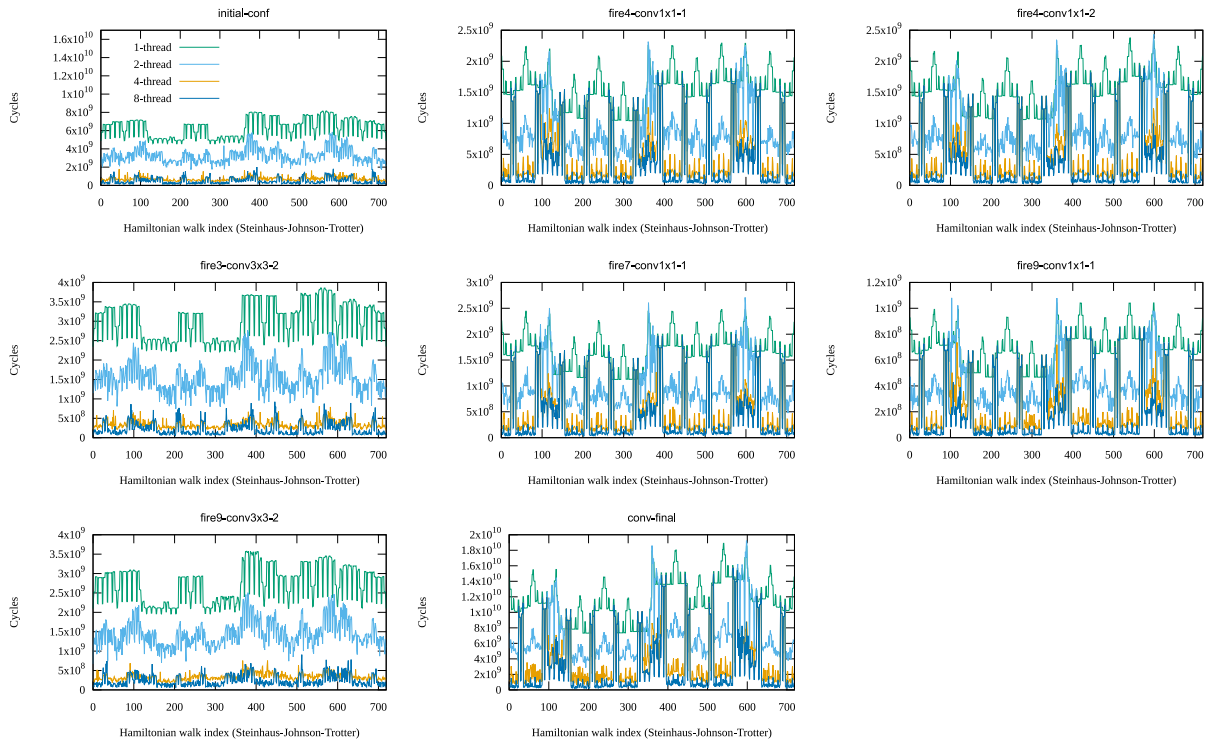 initial-conf
1.6x10^10
1.4x10^10
1.2x10^10
1x10^10
8x10^9
6x10^9
4x10^9
2x10^9
0
Cycles
1-thread
2-thread
4-thread
8-thread
0 100 200 300 400 500 600 700
Hamiltonian walk index (Steinhaus-Johnson-Trotter)
fire4-conv1x1-1
2.5x10^9
2x10^9
1.5x10^9
1x10^9
5x10^8
0
Cycles
0 100 200 300 400 500 600 700
Hamiltonian walk index (Steinhaus-Johnson-Trotter)
fire4-conv1x1-2
2.5x10^9
2x10^9
1.5x10^9
1x10^9
5x10^8
0
Cycles
0 100 200 300 400 500 600 700
Hamiltonian walk index (Steinhaus-Johnson-Trotter)
fire3-conv3x3-2
4x10^9
3.5x10^9
3x10^9
2.5x10^9
2x10^9
1.5x10^9
1x10^9
5x10^8
0
Cycles
0 100 200 300 400 500 600 700
Hamiltonian walk index (Steinhaus-Johnson-Trotter)
fire7-conv1x1-1
3x10^9
2.5x10^9
2x10^9
1.5x10^9
1x10^9
5x10^8
0
Cycles
0 100 200 300 400 500 600 700
Hamiltonian walk index (Steinhaus-Johnson-Trotter)
fire9-conv1x1-1
1.2x10^9
1x10^9
8x10^8
6x10^8
4x10^8
2x10^8
0
Cycles
0 100 200 300 400 500 600 700
Hamiltonian walk index (Steinhaus-Johnson-Trotter)
fire9-conv3x3-2
4x10^9
3.5x10^9
3x10^9
2.5x10^9
2x10^9
1.5x10^9
1x10^9
5x10^8
0
Cycles
0 100 200 300 400 500 600 700
Hamiltonian walk index (Steinhaus-Johnson-Trotter)
conv-final
2x10^10
1.8x10^10
1.6x10^10
1.4x10^10
1.2x10^10
1x10^10
8x10^9
6x10^9
4x10^9
2x10^9
0
Cycles
0 100 200 300 400 500 600 700
Hamiltonian walk index (Steinhaus-Johnson-Trotter)